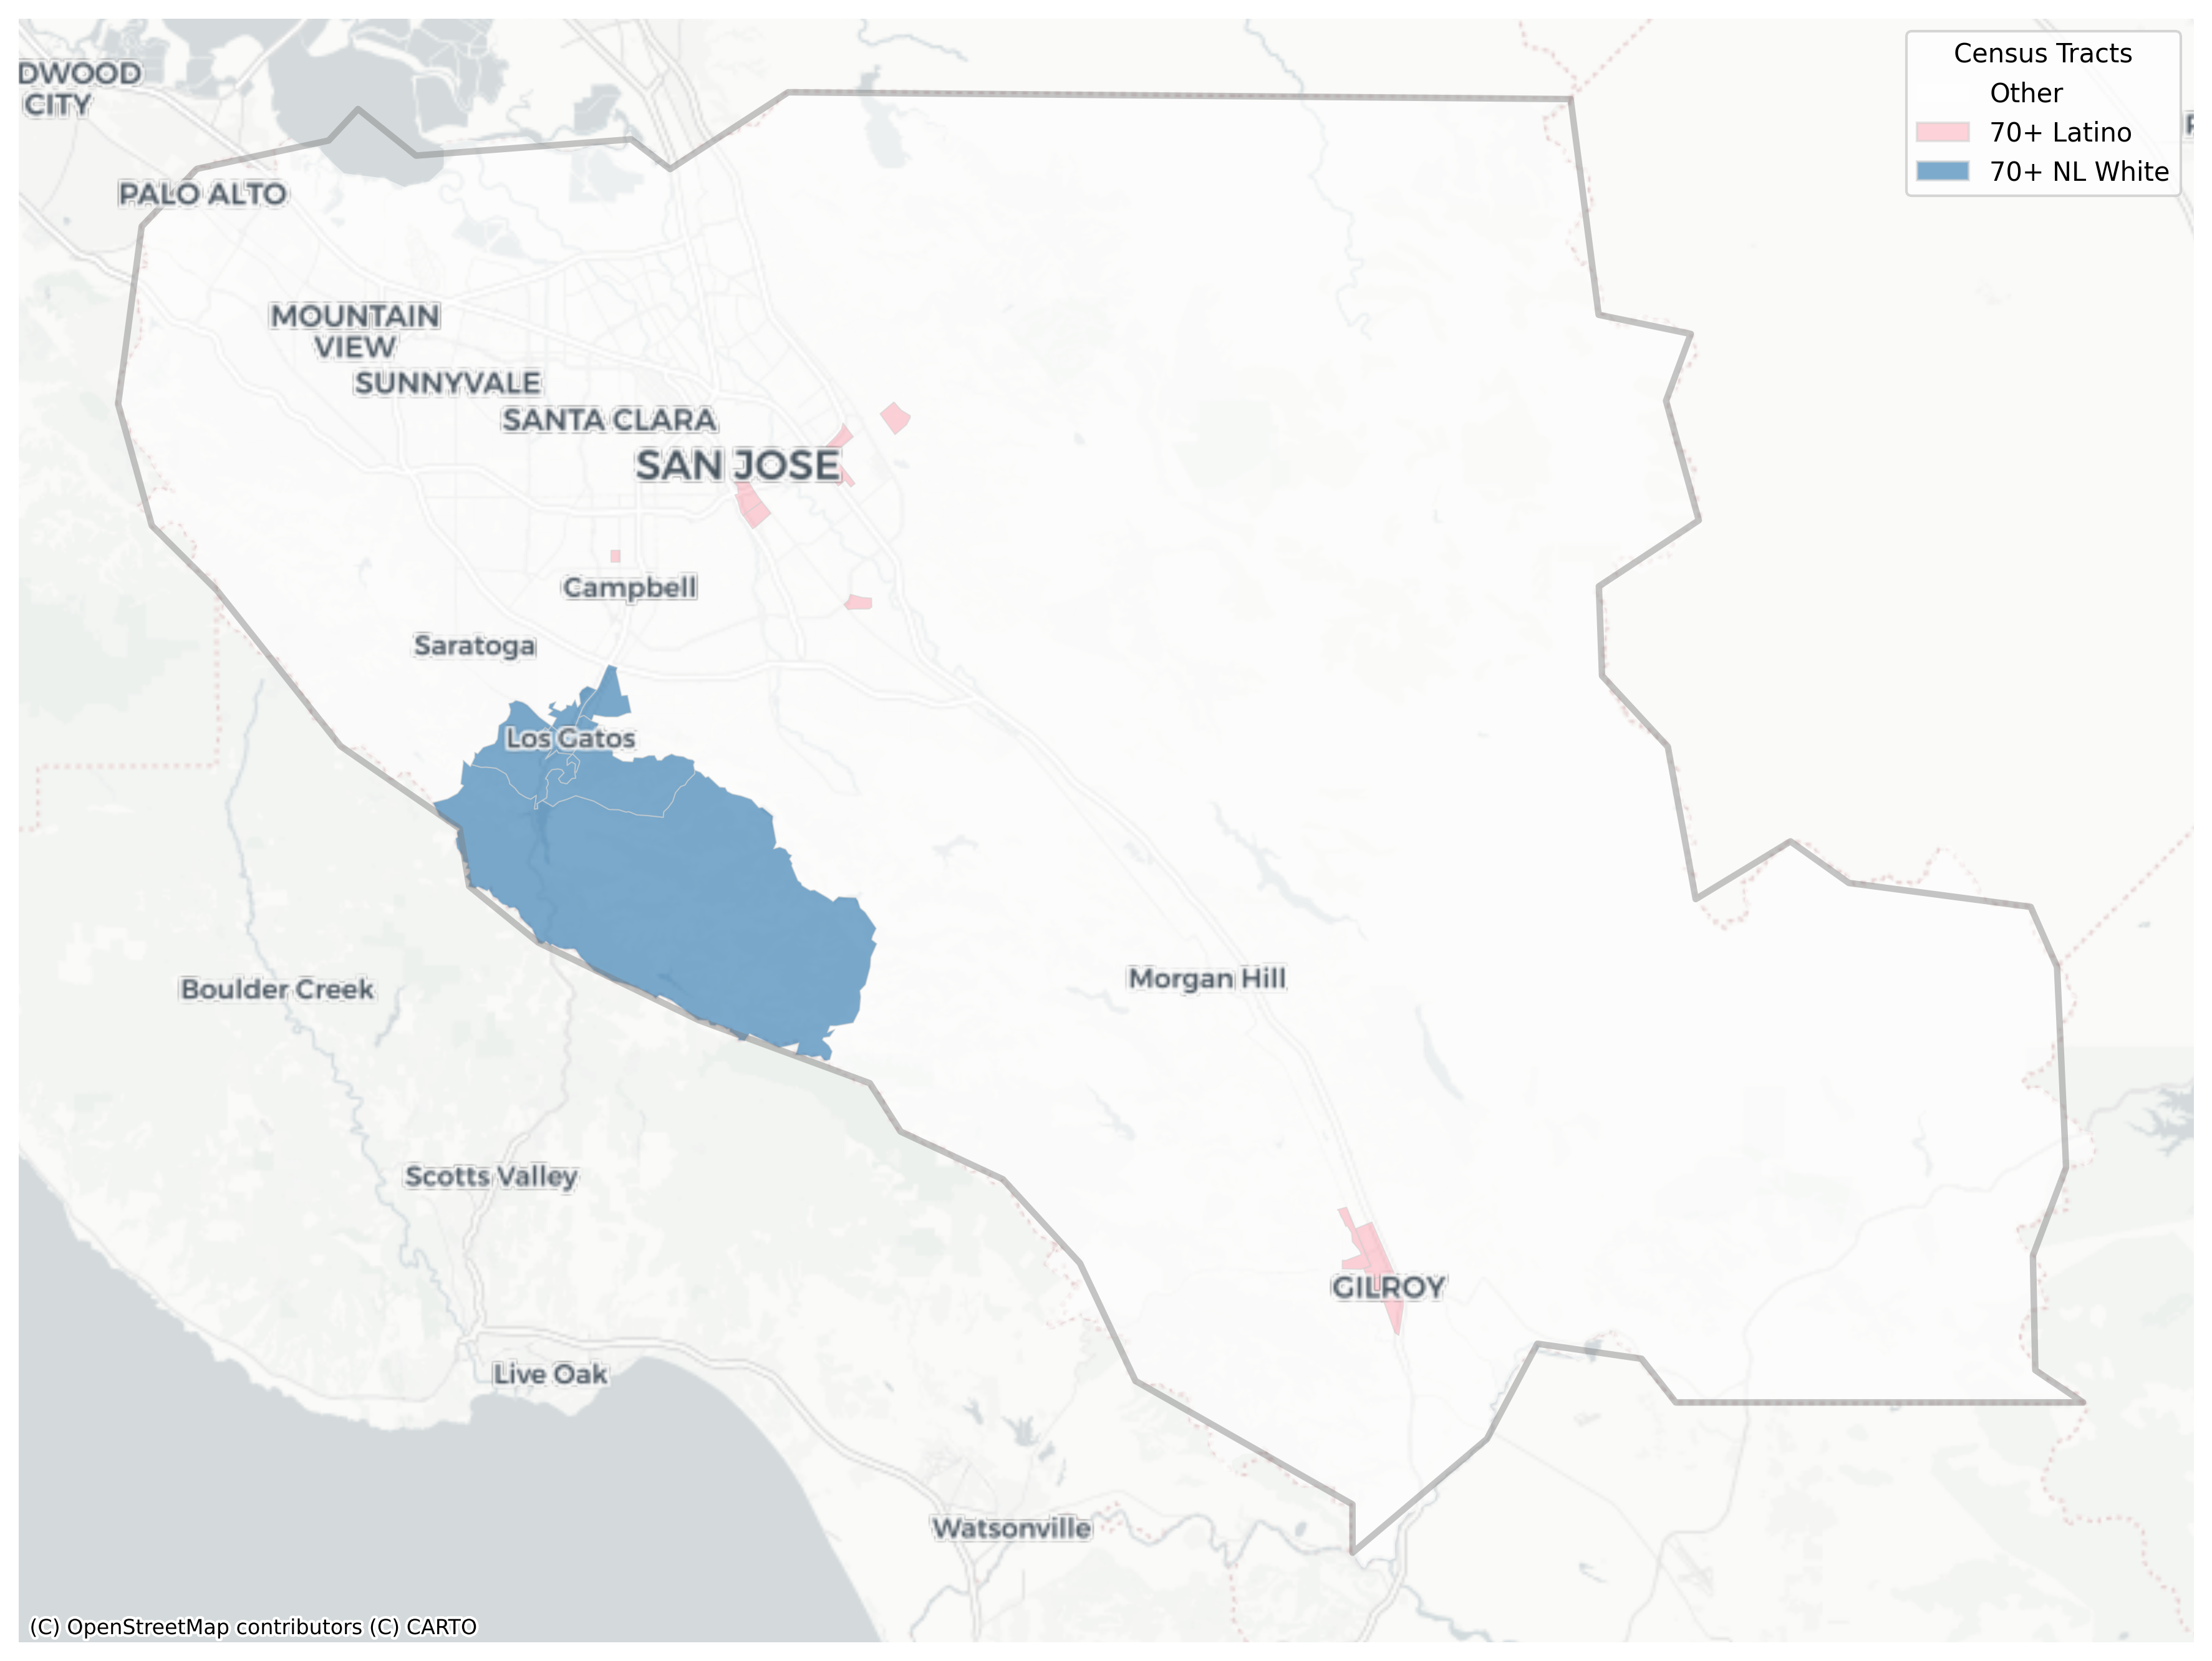 DWOOD
CITY
Census Tracts
Other
70+ Latino
70+ NL White
PALO ALTO
MOUNTAIN
VIEW
SUNNYVALE
SANTA CLARA
SAN JOSE
Campbell
Saratoga
Los Gatos
Morgan Hill
Boulder Creek
Scotts Valley
GILROY
Live Oak
Watsonville
(C) OpenStreetMap contributors (C) CARTO